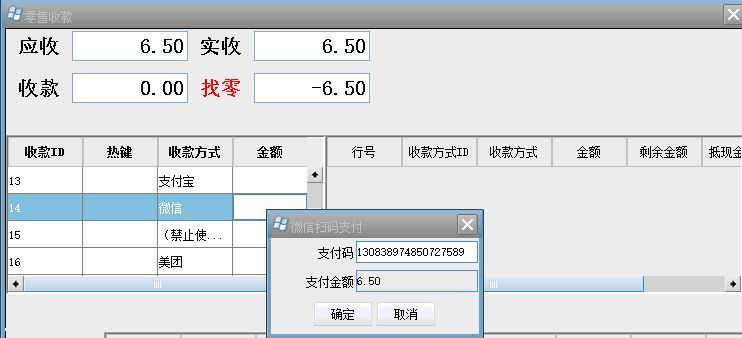 零售收款
应收 6.50 实收 6.50
收款 0.00 找零 -6.50
收款ID 热键 收款方式 金额 行号 收款方式ID 收款方式 金额 剩余金额 抵现金
13 支付宝
14 微信
15 （禁止使...
16 美团
微信扫码支付
支付码 130838974850727589
支付金额 6.50
确定 取消